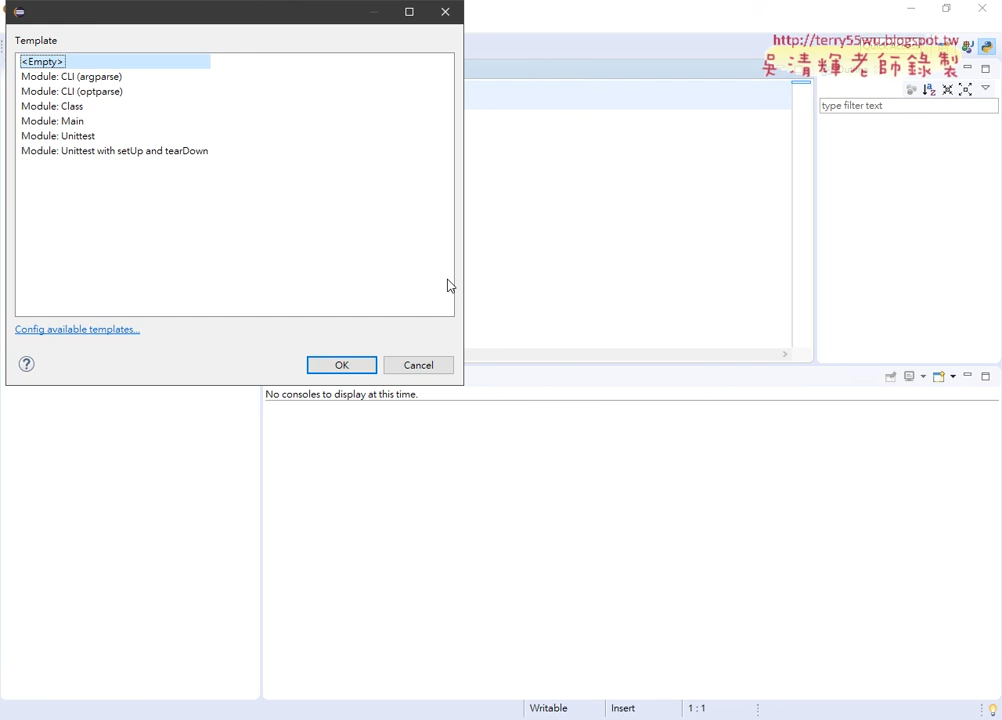 Template
<Empty>
Module: CLI (argparse)
Module: CLI (optparse)
Module: Class
Module: Main
Module: Unittest
Module: Unittest with setUp and tearDown
Config available templates...
OK
Cancel
http://terry55wu.blogspot.tw
吳清輝老師錄製
type filter text
No consoles to display at this time.
Writable
Insert
1 : 1